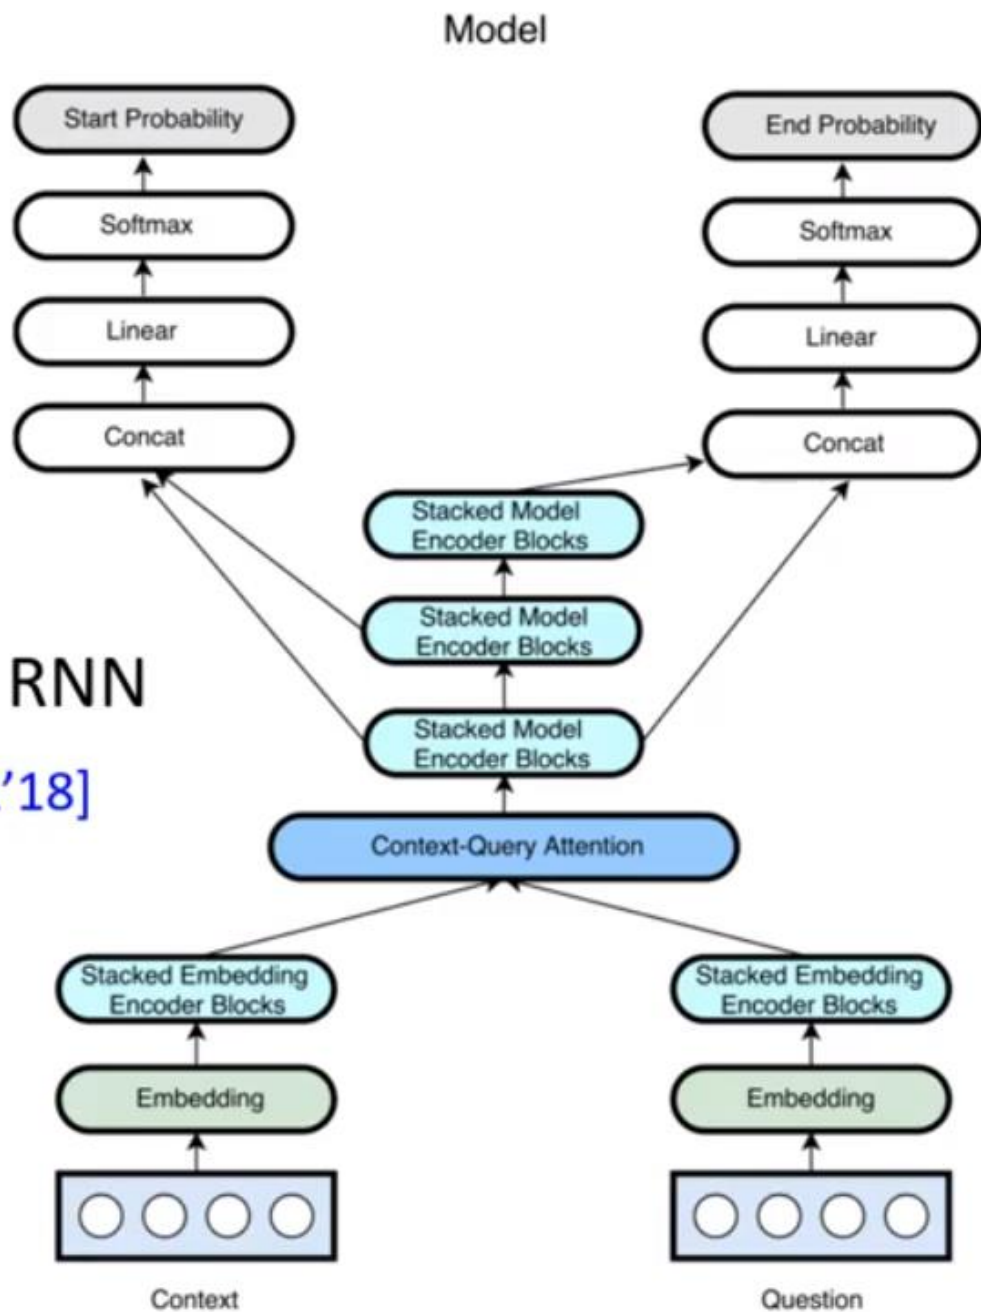 Model
Start Probability
End Probability
Softmax
Softmax
Linear
Linear
Concat
Concat
Stacked Model
Encoder Blocks
Stacked Model
Encoder Blocks
RNN
Stacked Model
Encoder Blocks
’18]
Context-Query Attention
Stacked Embedding
Encoder Blocks
Stacked Embedding
Encoder Blocks
Embedding
Embedding
Context
Question